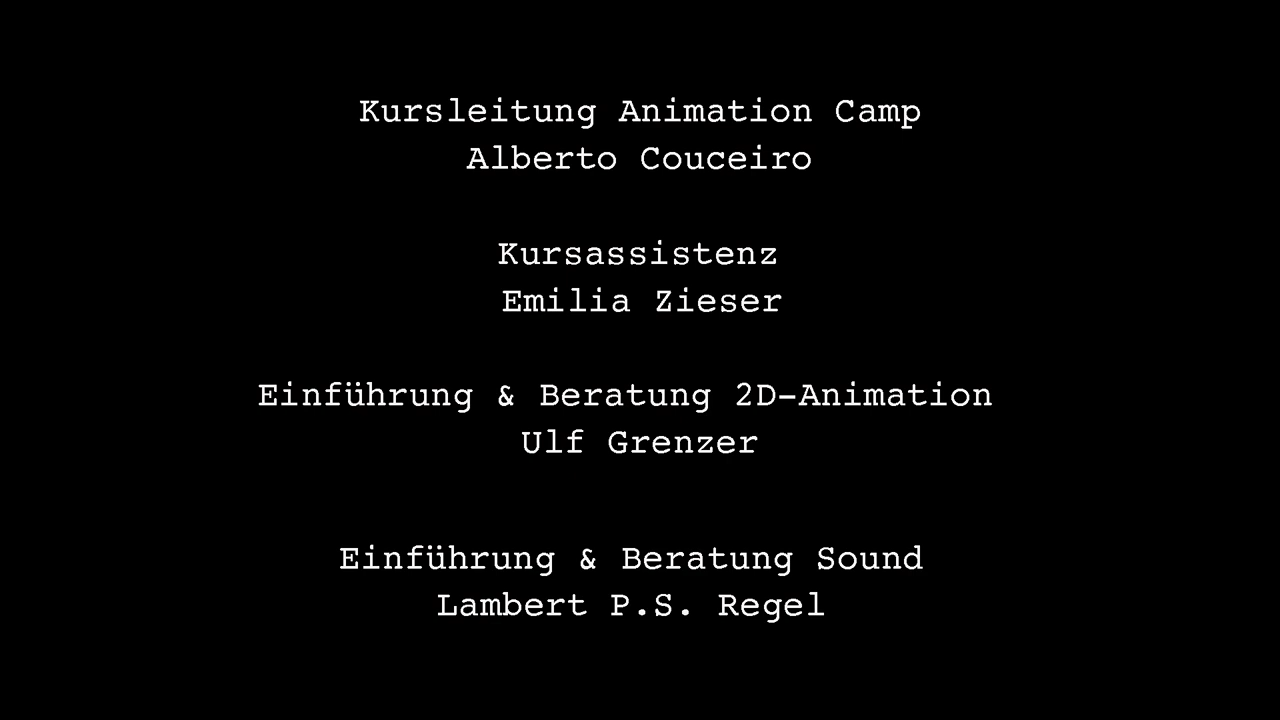 Kursleitung Animation Camp
Alberto Couceiro
Kursassistenz
Emilia Zieser
Einführung & Beratung 2D-Animation
Ulf Grenzer
Einführung & Beratung Sound
Lambert P.S. Regel